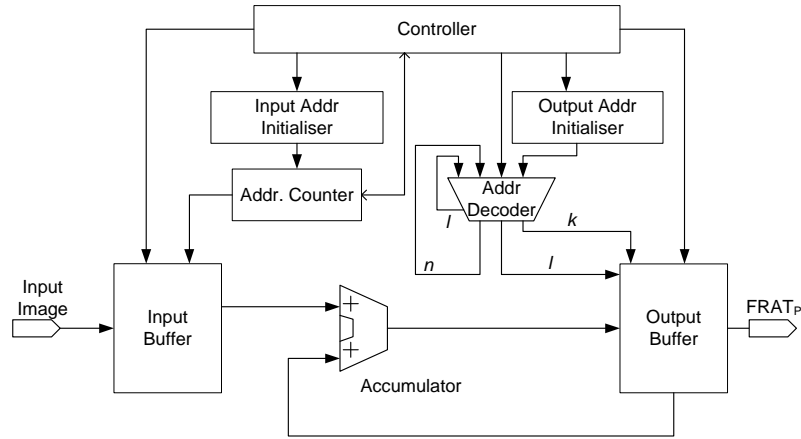 Controller
Input Addr
Initialiser
Output Addr
Initialiser
Addr. Counter
Addr
Decoder
l
k
n
l
Input
Image
Input
Buffer
+
+
Accumulator
Output
Buffer
FRATP